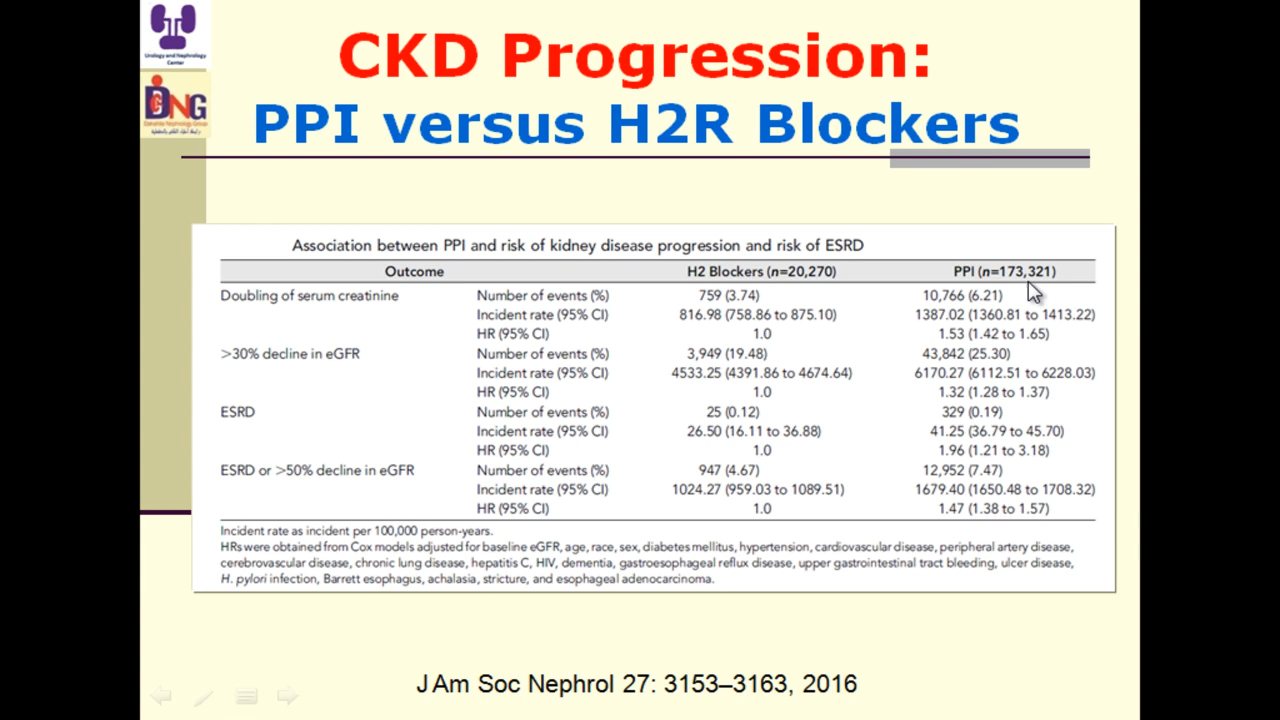 Urology and Nephrology
Center
DNG
CKD Progression:
PPI versus H2R Blockers
Association between PPI and risk of kidney disease progression and risk of ESRD
Outcome H2 Blockers (n=20,270) PPI (n=173,321)
Doubling of serum creatinine Number of events (%) 759 (3.74) 10,766 (6.21)
Incident rate (95% CI) 816.98 (758.86 to 875.10) 1387.02 (1360.81 to 1413.22)
HR (95% CI) 1.0 1.53 (1.42 to 1.65)
>30% decline in eGFR Number of events (%) 3,949 (19.48) 43,842 (25.30)
Incident rate (95% CI) 4533.25 (4391.86 to 4674.64) 6170.27 (6112.51 to 6228.03)
HR (95% CI) 1.0 1.32 (1.28 to 1.37)
ESRD Number of events (%) 25 (0.12) 329 (0.19)
Incident rate (95% CI) 26.50 (16.11 to 36.88) 41.25 (36.79 to 45.70)
HR (95% CI) 1.0 1.96 (1.21 to 3.18)
ESRD or >50% decline in eGFR Number of events (%) 947 (4.67) 12,952 (7.47)
Incident rate (95% CI) 1024.27 (959.03 to 1089.51) 1679.40 (1650.48 to 1708.32)
HR (95% CI) 1.0 1.47 (1.38 to 1.57)
Incident rate as incident per 100,000 person-years.
HRs were obtained from Cox models adjusted for baseline eGFR, age, race, sex, diabetes mellitus, hypertension, cardiovascular disease, peripheral artery disease,
cerebrovascular disease, chronic lung disease, hepatitis C, HIV, dementia, gastroesophageal reflux disease, upper gastrointestinal tract bleeding, ulcer disease,
H. pylori infection, Barrett esophagus, achalasia, stricture, and esophageal adenocarcinoma.
J Am Soc Nephrol 27: 3153–3163, 2016